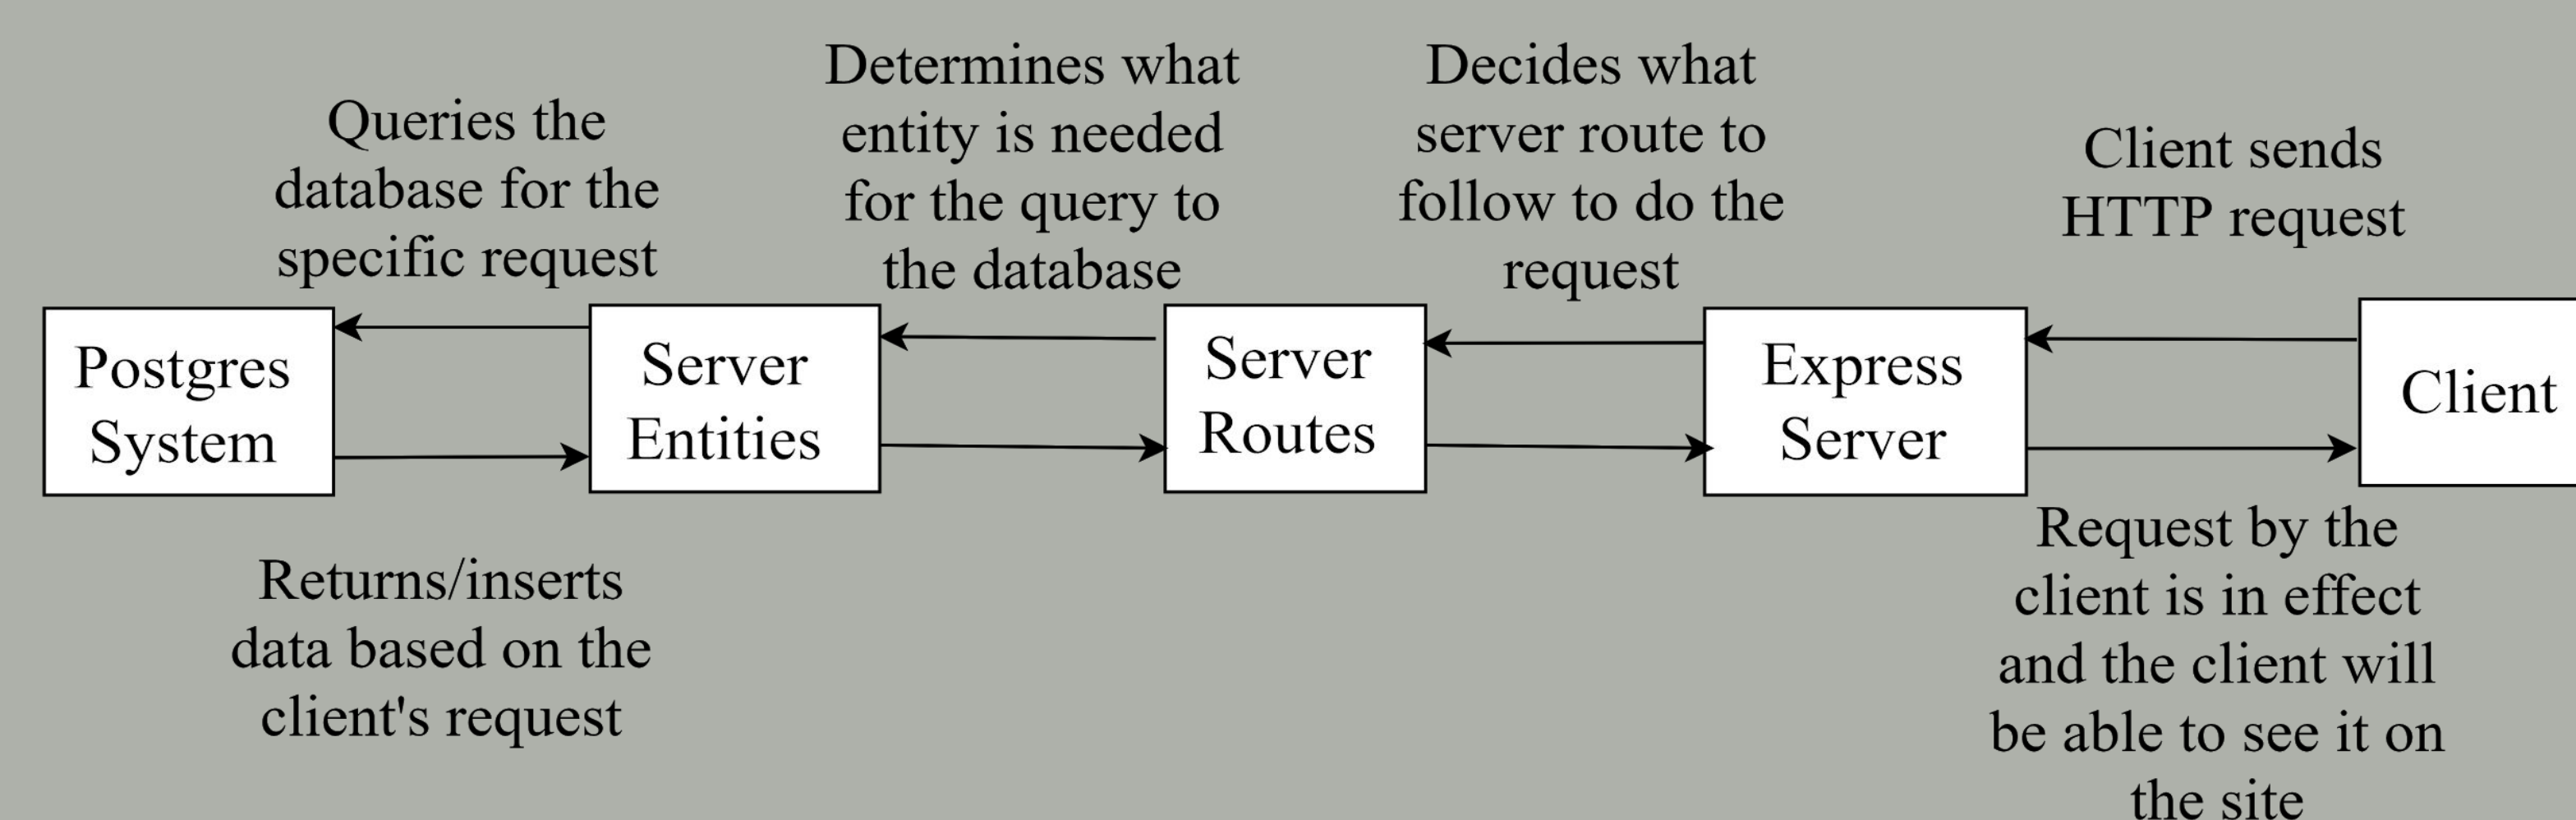 Queries the
database for the
specific request
Determines what
entity is needed
for the query to
the database
Decides what
server route to
follow to do the
request
Client sends
HTTP request
Postgres
System
Server
Entities
Server
Routes
Express
Server
Client
Returns/inserts
data based on the
client's request
Request by the
client is in effect
and the client will
be able to see it on
the site